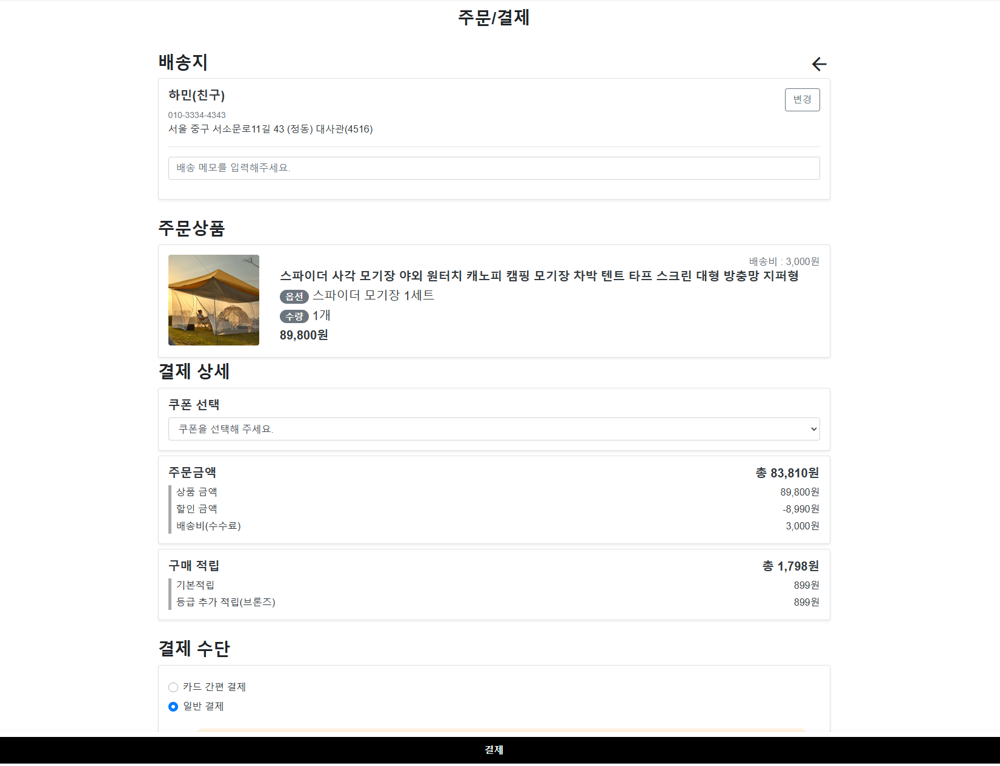 주문/결제
배송지
하민(친구)
변경
010-3334-4343
서울 중구 서소문로11길 43 (정동) 대사관(4516)
배송 메모를 입력해주세요.
주문상품
배송비 : 3,000원
스파이더 사각 모기장 야외 원터치 캐노피 캠핑 모기장 차박 텐트 타프 스크린 대형 방충망 지퍼형
옵션 스파이더 모기장 1세트
수량 1개
89,800원
결제 상세
쿠폰 선택
쿠폰을 선택해 주세요.
주문금액 총 83,810원
상품 금액 89,800원
할인 금액 -8,990원
배송비(수수료) 3,000원
구매 적립 총 1,798원
기본적립 899원
등급 추가 적립(브론즈) 899원
결제 수단
카드 간편 결제
일반 결제
결제